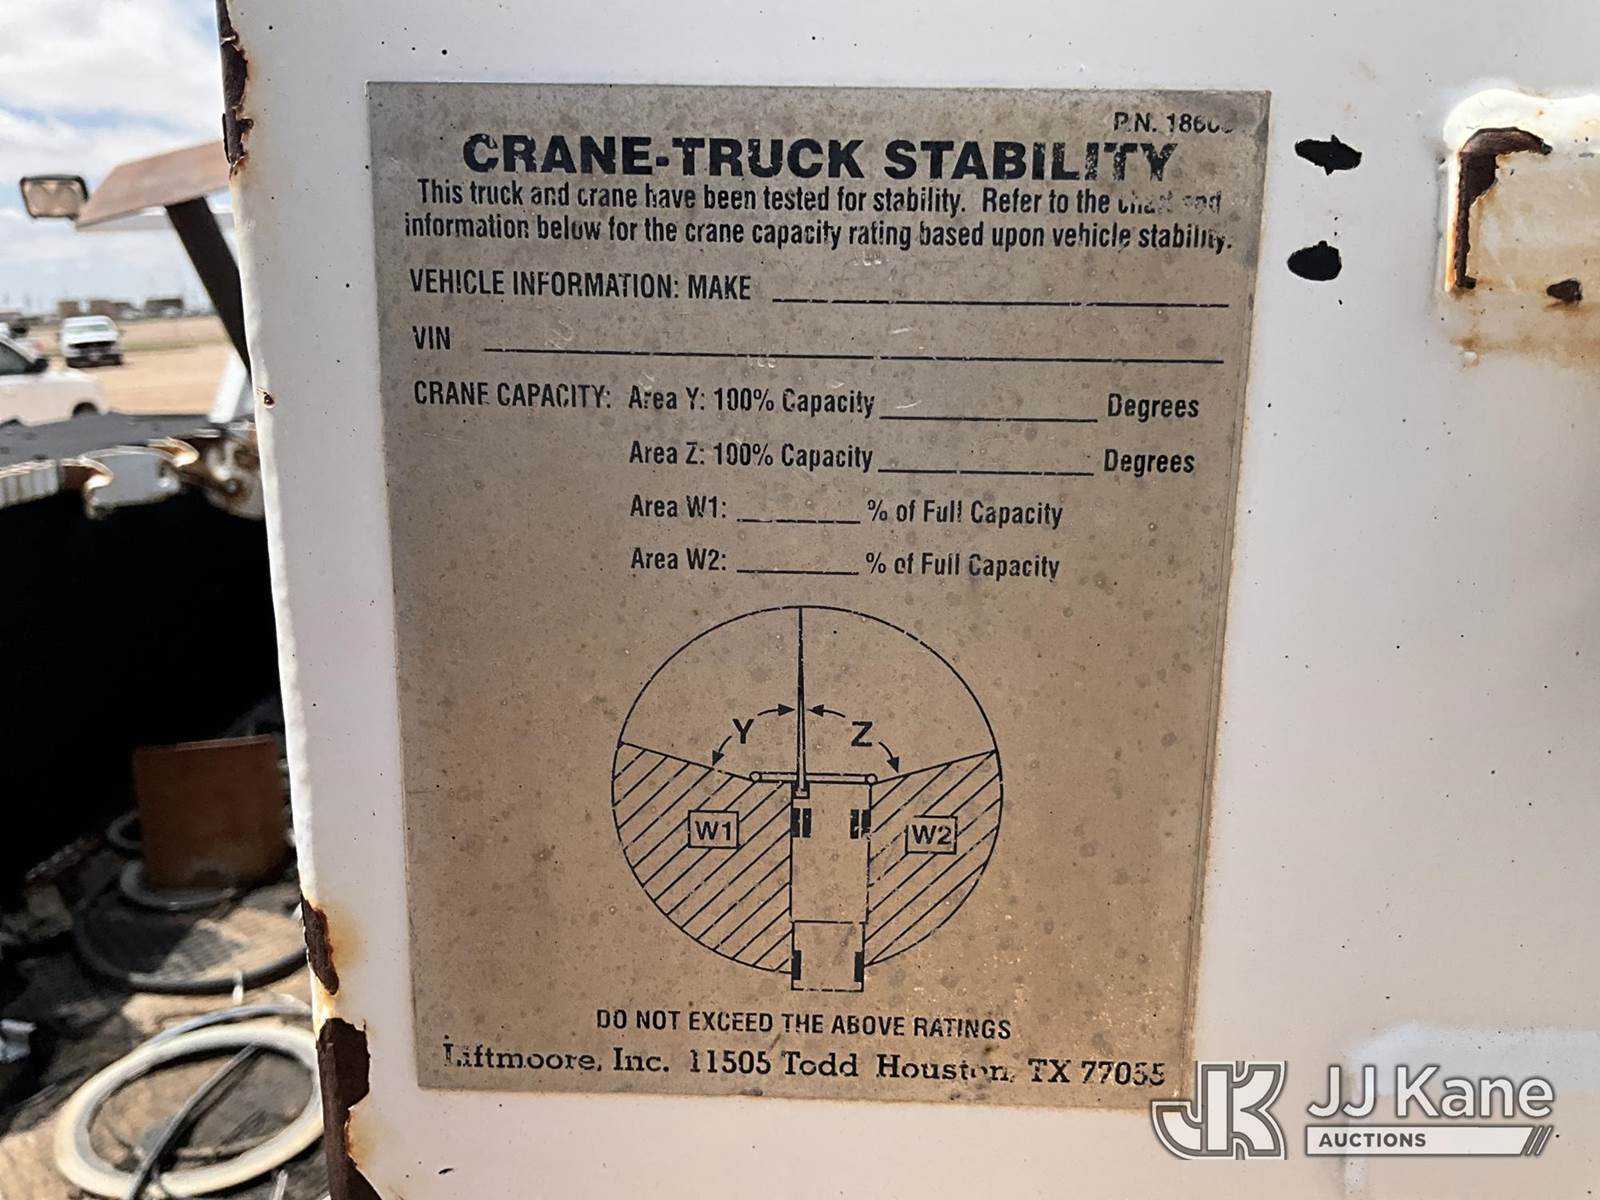 CRANE-TRUCK STABILITY
P.N.
This truck and crane have been tested for stability. Refer to the chart and
information below for the crane capacity rating based upon vehicle stability.
VEHICLE INFORMATION: MAKE
VIN
CRANE CAPACITY: Area Y: 100% Capacity Degrees
Area Z: 100% Capacity Degrees
Area W1: % of Full Capacity
Area W2: % of Full Capacity
Y Z
W1 W2
DO NOT EXCEED THE ABOVE RATINGS
Liftmoore, Inc. 11505 Todd Houston, TX 77055
JK JJ Kane
AUCTIONS